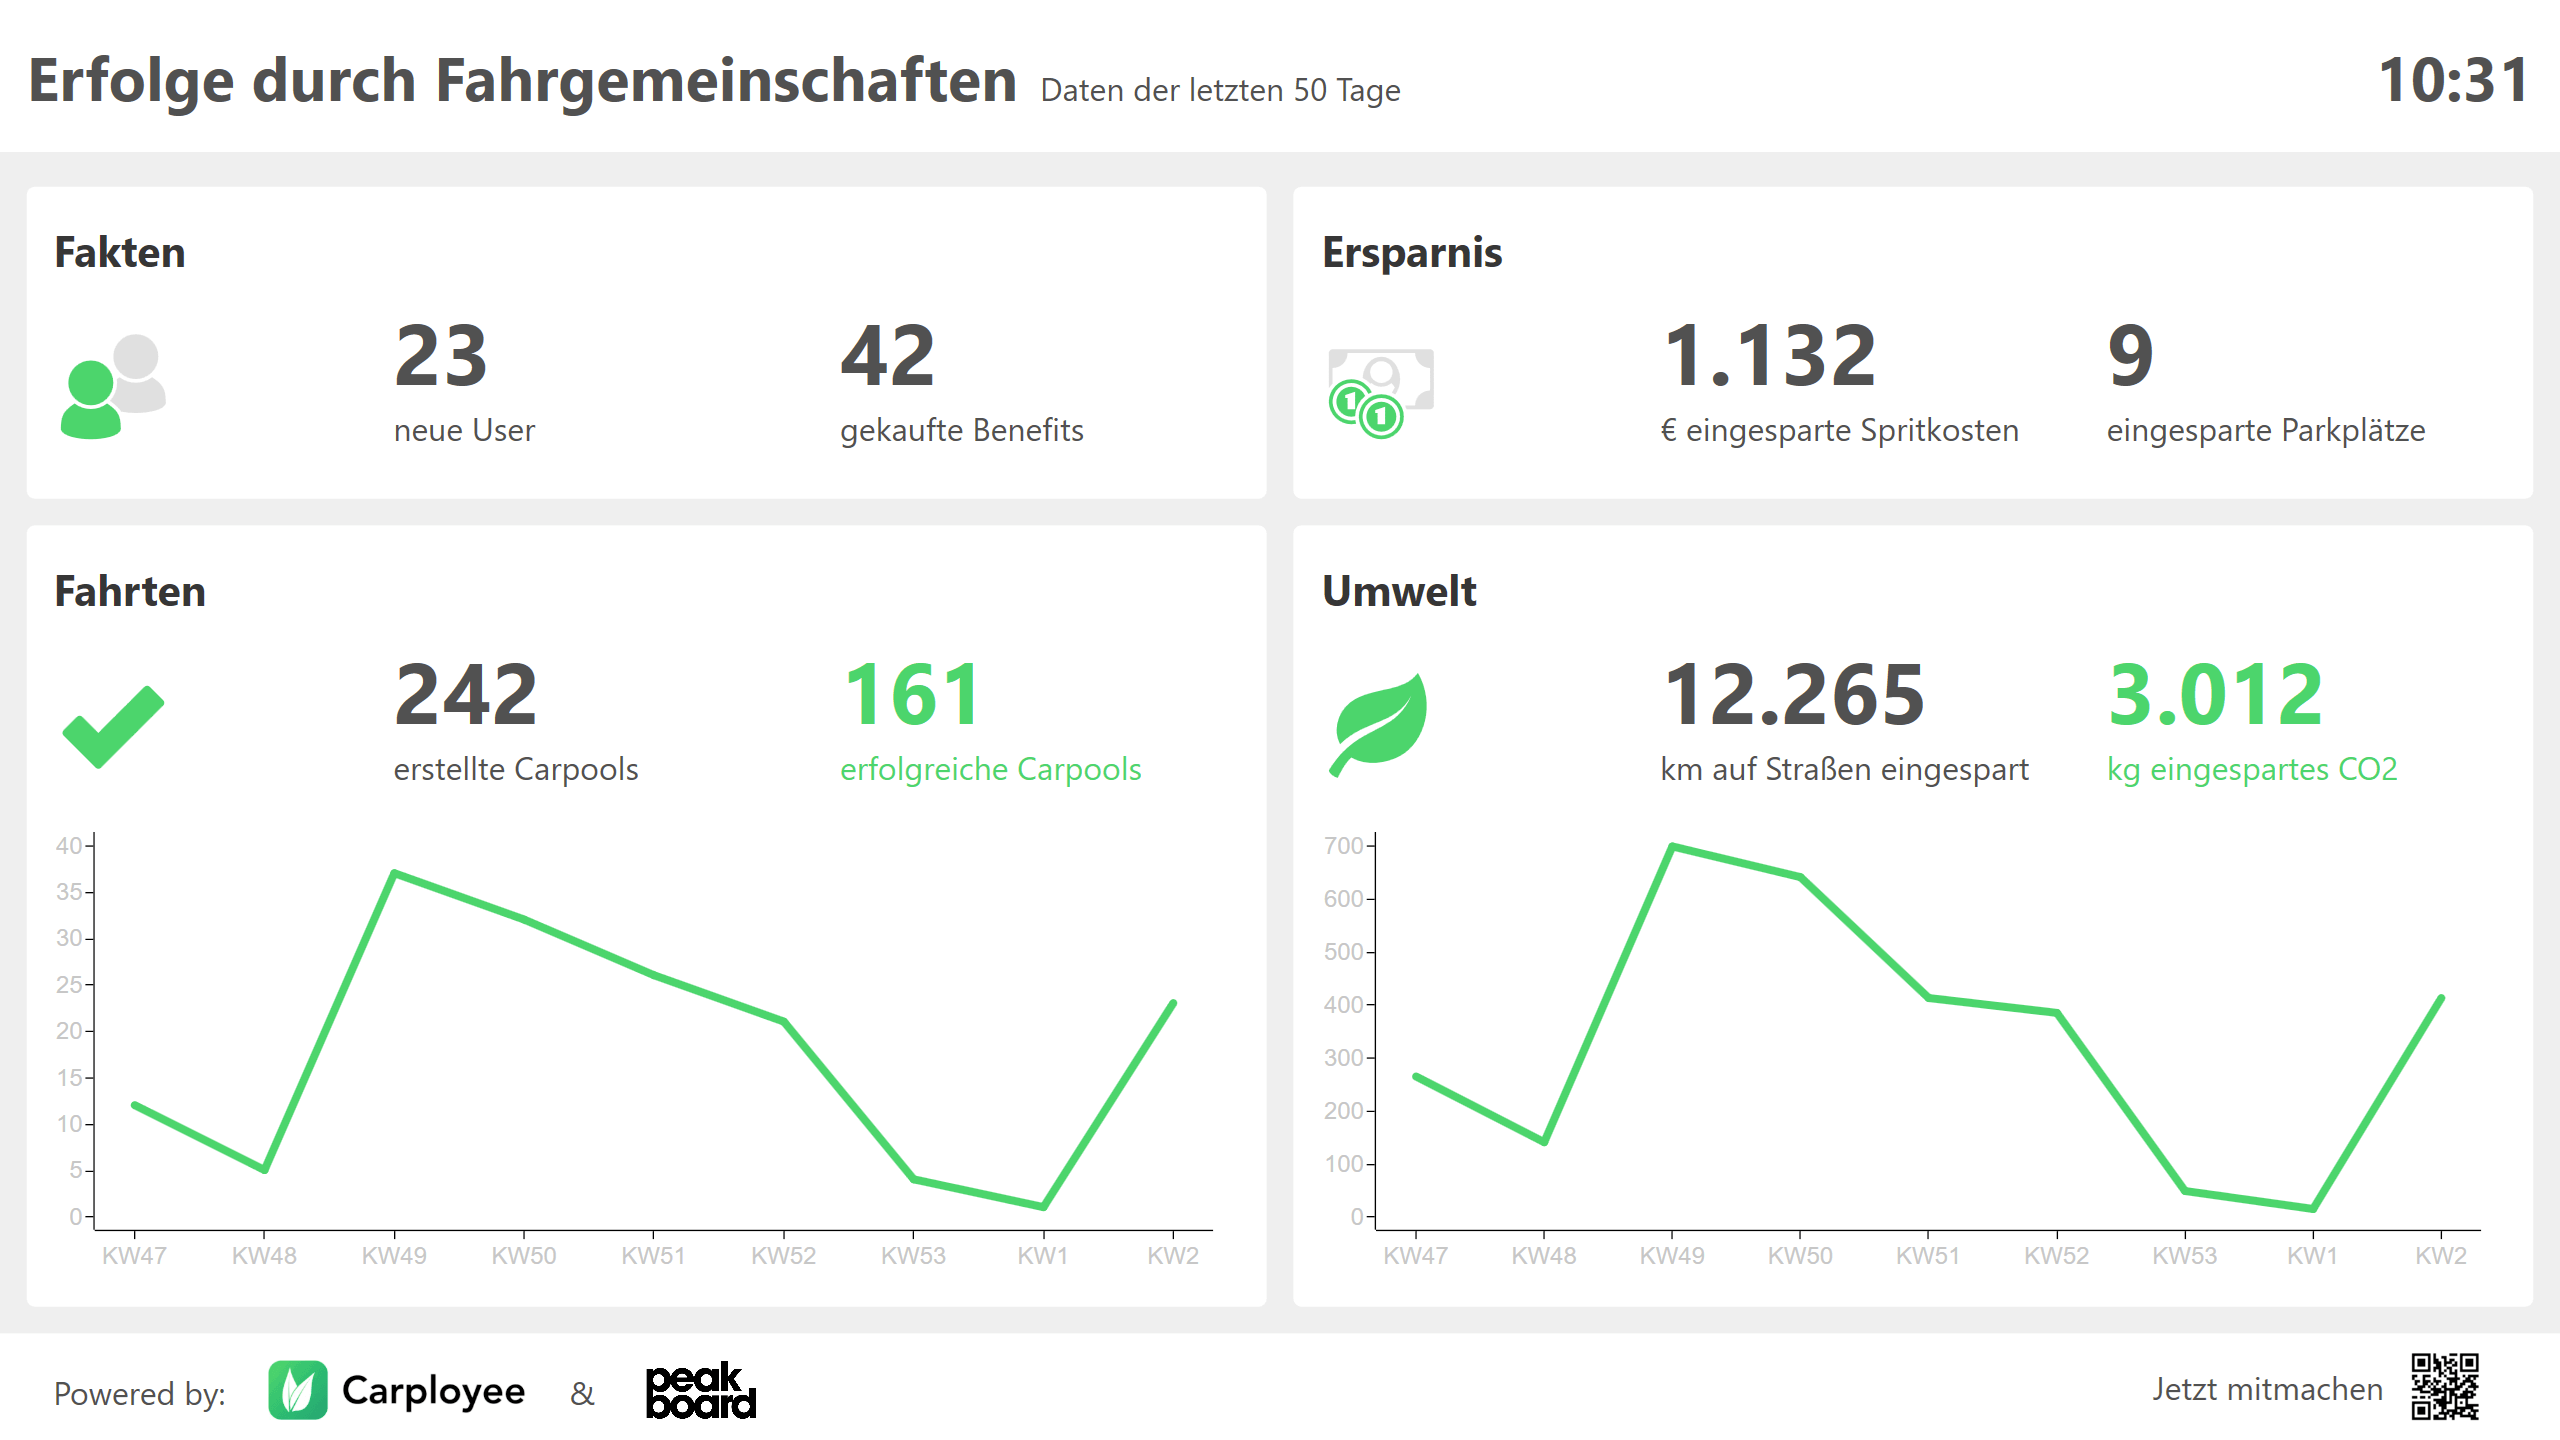 Erfolge durch Fahrgemeinschaften Daten der letzten 50 Tage
10:31
Fakten
23
neue User
42
gekaufte Benefits
Ersparnis
1.132
€ eingesparte Spritkosten
9
eingesparte Parkplätze
Fahrten
242
erstellte Carpools
161
erfolgreiche Carpools
40
35
30
25
20
15
10
5
0
KW47 KW48 KW49 KW50 KW51 KW52 KW53 KW1 KW2
Umwelt
12.265
km auf Straßen eingespart
3.012
kg eingespartes CO2
700
600
500
400
300
200
100
0
KW47 KW48 KW49 KW50 KW51 KW52 KW53 KW1 KW2
Powered by: Carployee & peak
board
Jetzt mitmachen